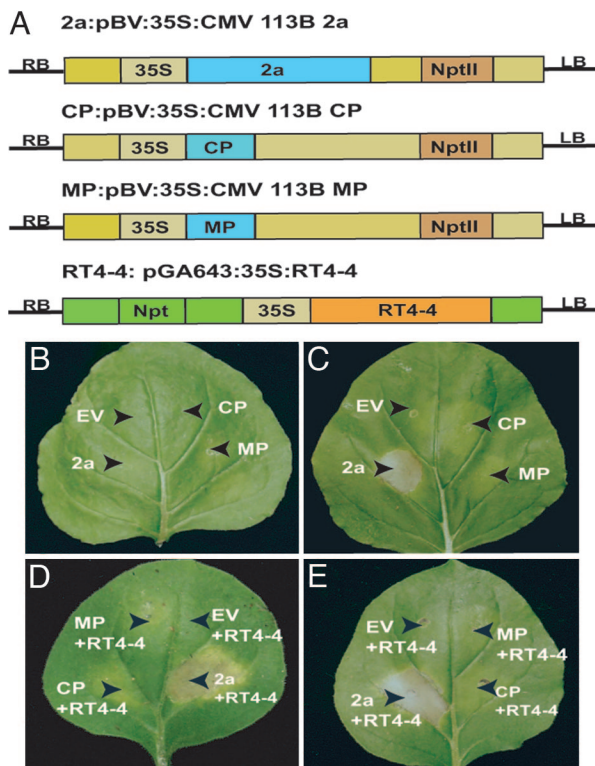 A
2a:pBV:35S:CMV 113B 2a
RB 35S 2a NptII LB
CP:pBV:35S:CMV 113B CP
RB 35S CP NptII LB
MP:pBV:35S:CMV 113B MP
RB 35S MP NptII LB
RT4-4: pGA643:35S:RT4-4
RB Npt 35S RT4-4 LB
B
EV CP
2a MP
C
EV CP
2a MP
D
MP EV
+RT4-4 +RT4-4
CP 2a
+RT4-4 +RT4-4
E
EV MP
+RT4-4 +RT4-4
2a CP
+RT4-4 +RT4-4